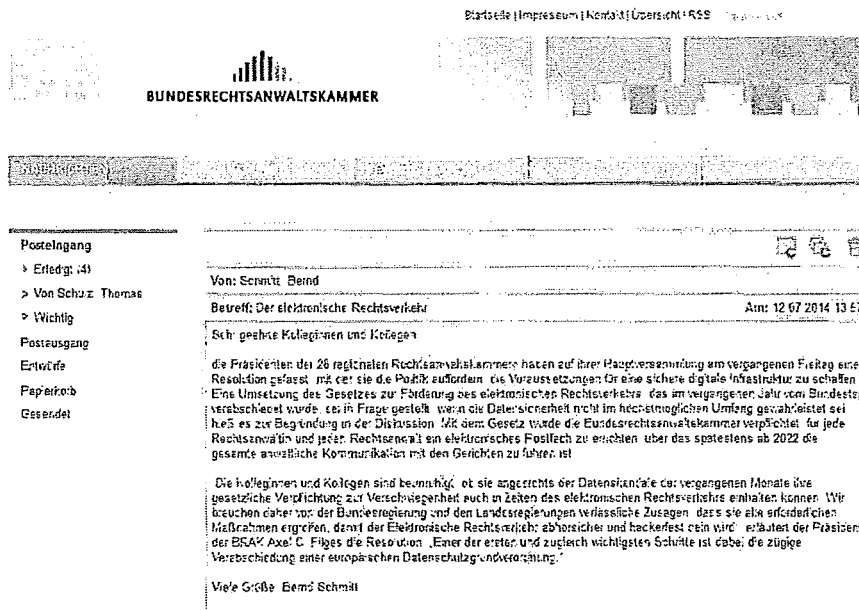 Startseite | Impressum | Kontakt | Übersicht | RSS
BUNDESRECHTSANWALTSKAMMER
Posteingang
> Erledigt (4)
> Von Schulz, Thomas
> Wichtig
Postausgang
Entwürfe
Papierkorb
Gesendet
Von: Schmitt, Bernd
Betreff: Der elektronische Rechtsverkehr
Am: 12.07.2014 13:57
Sehr geehrte Kolleginnen und Kollegen
die Präsidenten der 28 regionalen Rechtsanwaltskammern haben auf ihrer Hauptversammlung am vergangenen Freitag eine
Resolution gefasst, mit der sie die Politik auffordern, die Voraussetzungen für eine sichere digitale Infrastruktur zu schaffen
Eine Umsetzung des Gesetzes zur Förderung des elektronischen Rechtsverkehrs, das im vergangenen Jahr vom Bundesta
verabschiedet wurde, sei in Frage gestellt, wenn die Datensicherheit nicht im höchstmöglichen Umfang gewährleistet sei
hieß es zur Begründung in der Diskussion. Mit dem Gesetz wurde die Bundesrechtsanwaltskammer verpflichtet, für jede
Rechtsanwältin und jeden Rechtsanwalt ein elektronisches Postfach zu errichten, über das spätestens ab 2022 die
gesamte anwaltliche Kommunikation mit den Gerichten zu führen ist
„Die Kolleginnen und Kollegen sind beunruhigt, ob sie angesichts der Datenskandale der vergangenen Monate ihre
gesetzliche Verpflichtung zur Verschwiegenheit auch in Zeiten des elektronischen Rechtsverkehrs einhalten können. Wir
brauchen daher von der Bundesregierung und den Landesregierungen verlässliche Zusagen, dass sie alle erforderlichen
Maßnahmen ergreifen, damit der Elektronische Rechtsverkehr abhörsicher und hackerfest sein wird", erläutert der Präsident
der BRAK Axel C. Filges die Resolution. „Einer der ersten und zugleich wichtigsten Schritte ist dabei die zügige
Verabschiedung einer europäischen Datenschutzgrundverordnung."
Viele Grüße Bernd Schmitt